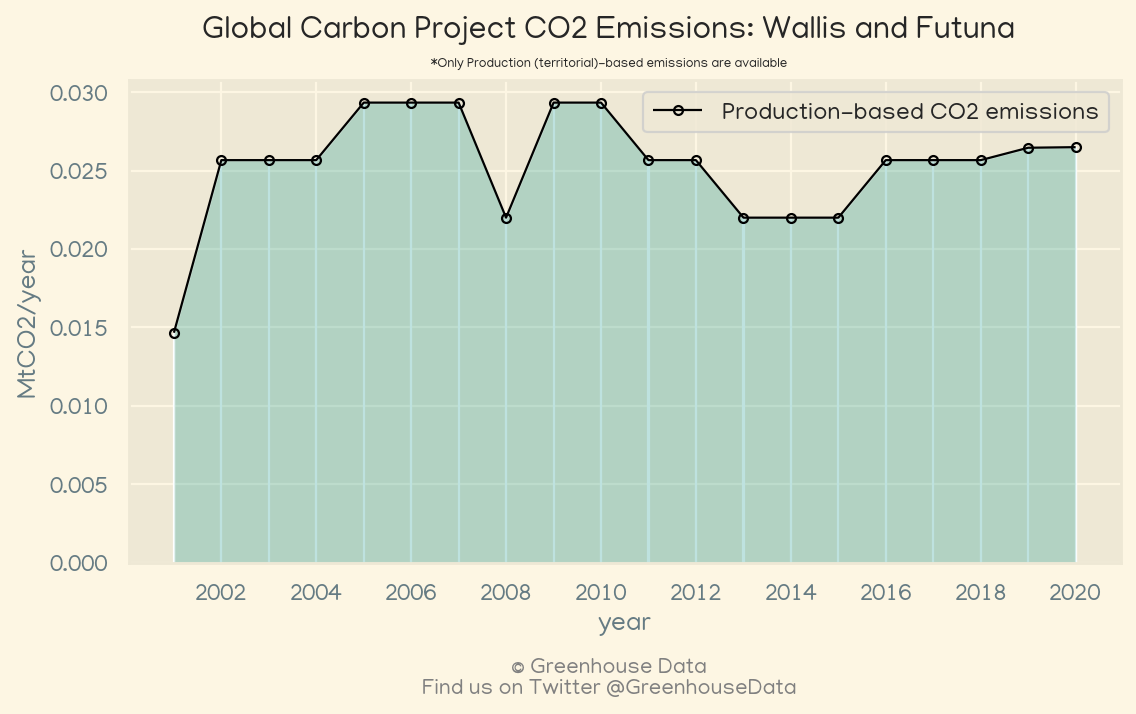 Global Carbon Project CO2 Emissions: Wallis and Futuna
*Only Production (territorial)-based emissions are available
Production-based CO2 emissions
MtCO2/year
0.030
0.025
0.020
0.015
0.010
0.005
0.000
2002 2004 2006 2008 2010 2012 2014 2016 2018 2020
year
© Greenhouse Data
Find us on Twitter @GreenhouseData